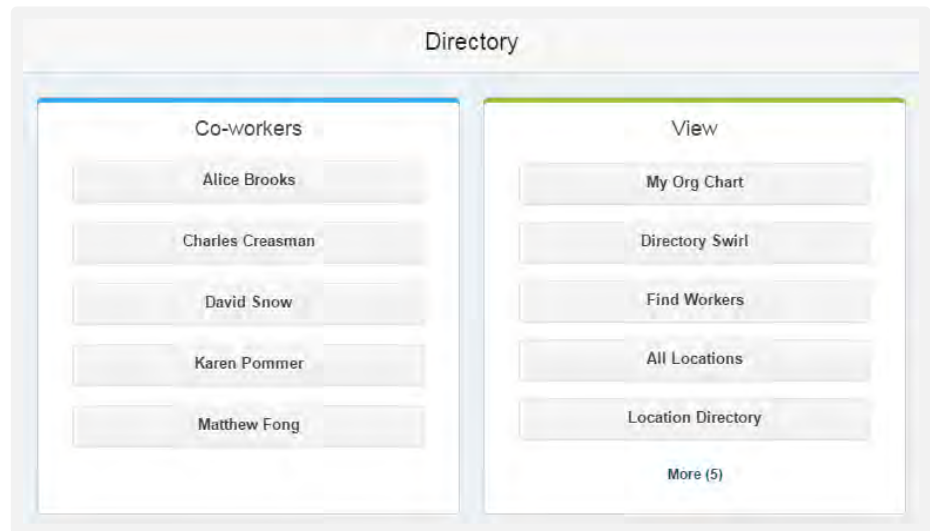 Directory
Co-workers
Alice Brooks
Charles Creasman
David Snow
Karen Pommer
Matthew Fong
View
My Org Chart
Directory Swirl
Find Workers
All Locations
Location Directory
More (5)